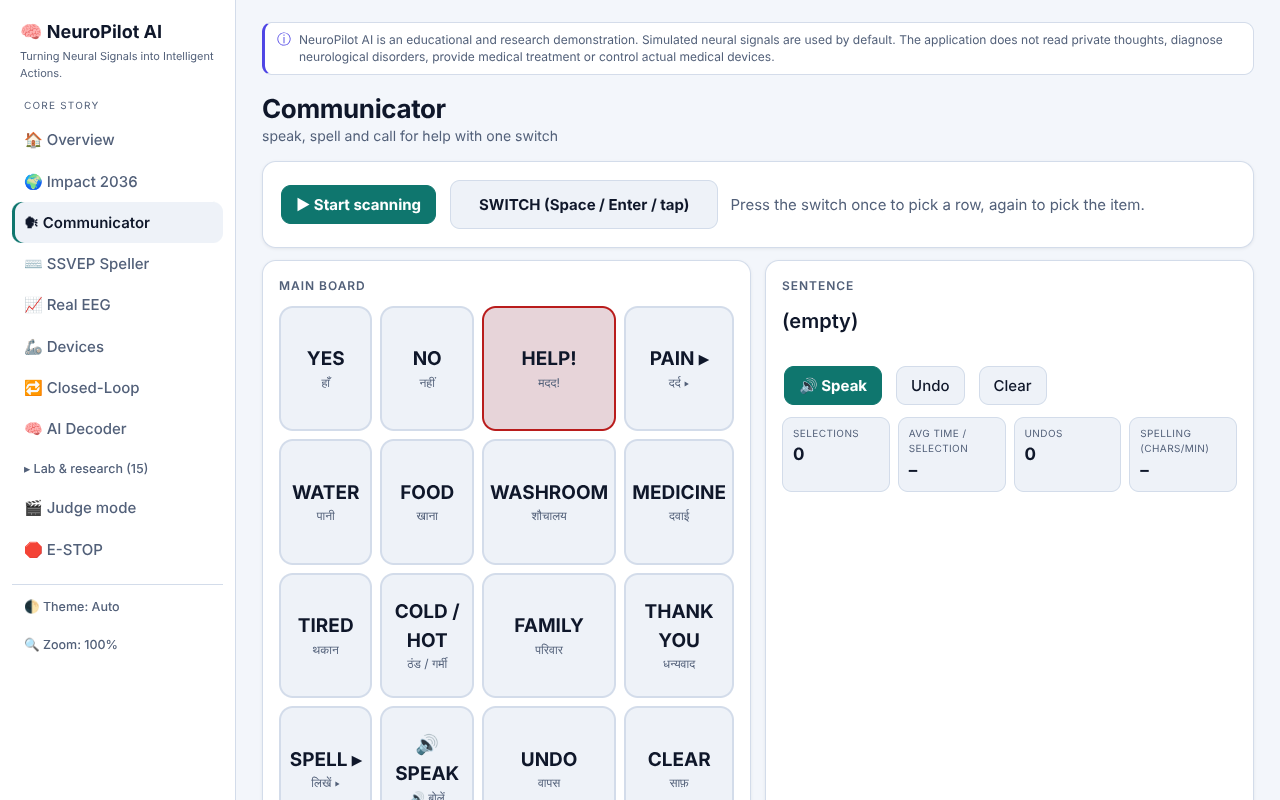 🧠 NeuroPilot AI
Turning Neural Signals into Intelligent
Actions.
CORE STORY
🏠 Overview
🌍 Impact 2036
🗣 Communicator
⌨️ SSVEP Speller
📈 Real EEG
🦾 Devices
🔁 Closed-Loop
🧠 AI Decoder
▸ Lab & research (15)
🎬 Judge mode
🛑 E-STOP
🌓 Theme: Auto
🔍 Zoom: 100%
ⓘ NeuroPilot AI is an educational and research demonstration. Simulated neural signals are used by default. The application does not read private thoughts, diagnose
neurological disorders, provide medical treatment or control actual medical devices.
Communicator
speak, spell and call for help with one switch
▶ Start scanning
SWITCH (Space / Enter / tap)
Press the switch once to pick a row, again to pick the item.
MAIN BOARD
YES
हाँ
NO
नहीं
HELP!
मदद!
PAIN ▸
दर्द ▸
WATER
पानी
FOOD
खाना
WASHROOM
शौचालय
MEDICINE
दवाई
TIRED
थकान
COLD /
HOT
ठंड / गर्मी
FAMILY
परिवार
THANK
YOU
धन्यवाद
SPELL ▸
लिखें ▸
🔊
SPEAK
🔊 बोलें
UNDO
वापस
CLEAR
साफ़
SENTENCE
(empty)
🔊 Speak
Undo
Clear
SELECTIONS
0
AVG TIME /
SELECTION
–
UNDOS
0
SPELLING
(CHARS/MIN)
–